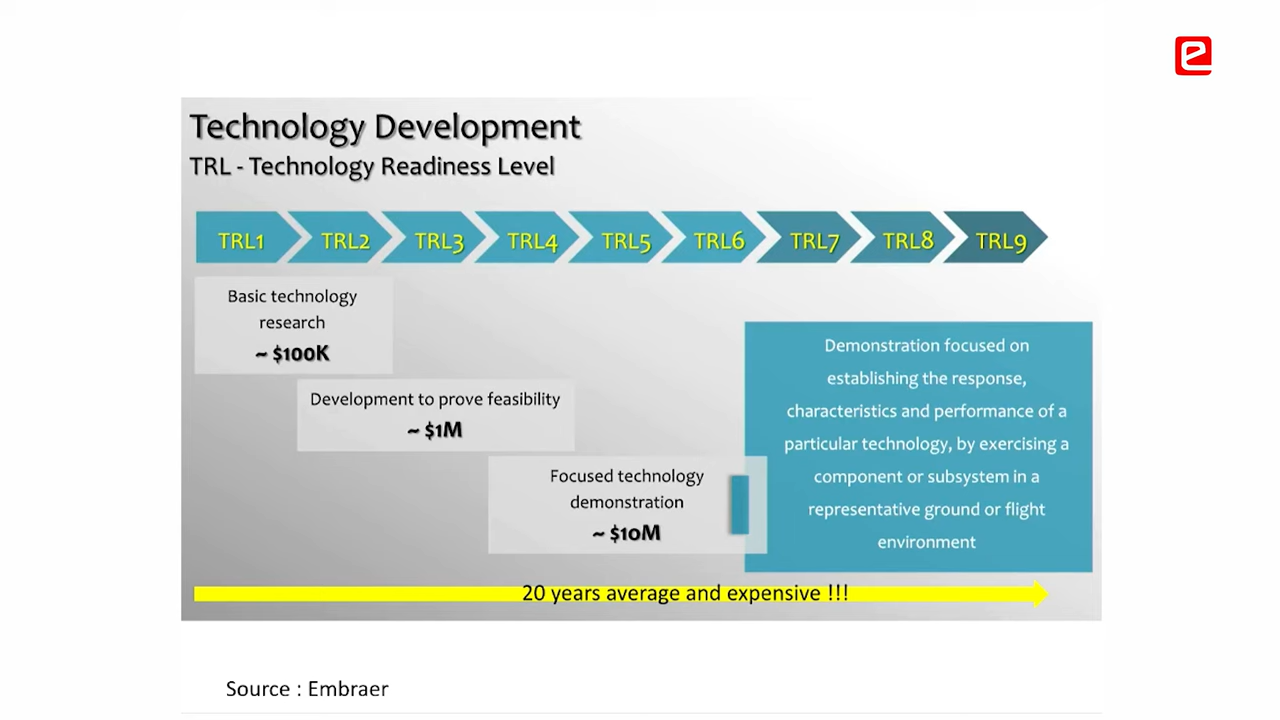 e
Technology Development
TRL - Technology Readiness Level
TRL1 TRL2 TRL3 TRL4 TRL5 TRL6 TRL7 TRL8 TRL9
Basic technology
research
~ $100K
Development to prove feasibility
~ $1M
Focused technology
demonstration
~ $10M
Demonstration focused on
establishing the response,
characteristics and performance of a
particular technology, by exercising a
component or subsystem in a
representative ground or flight
environment
20 years average and expensive !!!
Source : Embraer